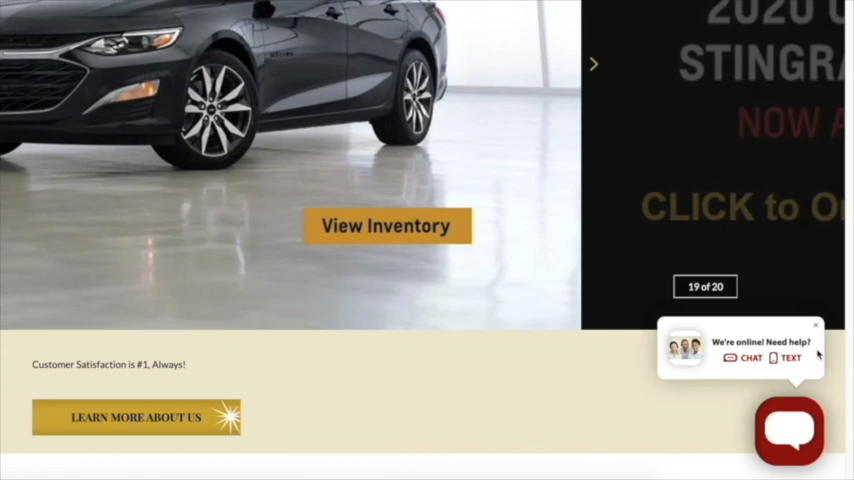 2020
STINGR
NOW
CLICK to
View Inventory
19 of 20
We're online! Need help?
CHAT TEXT
Customer Satisfaction is #1, Always!
LEARN MORE ABOUT US